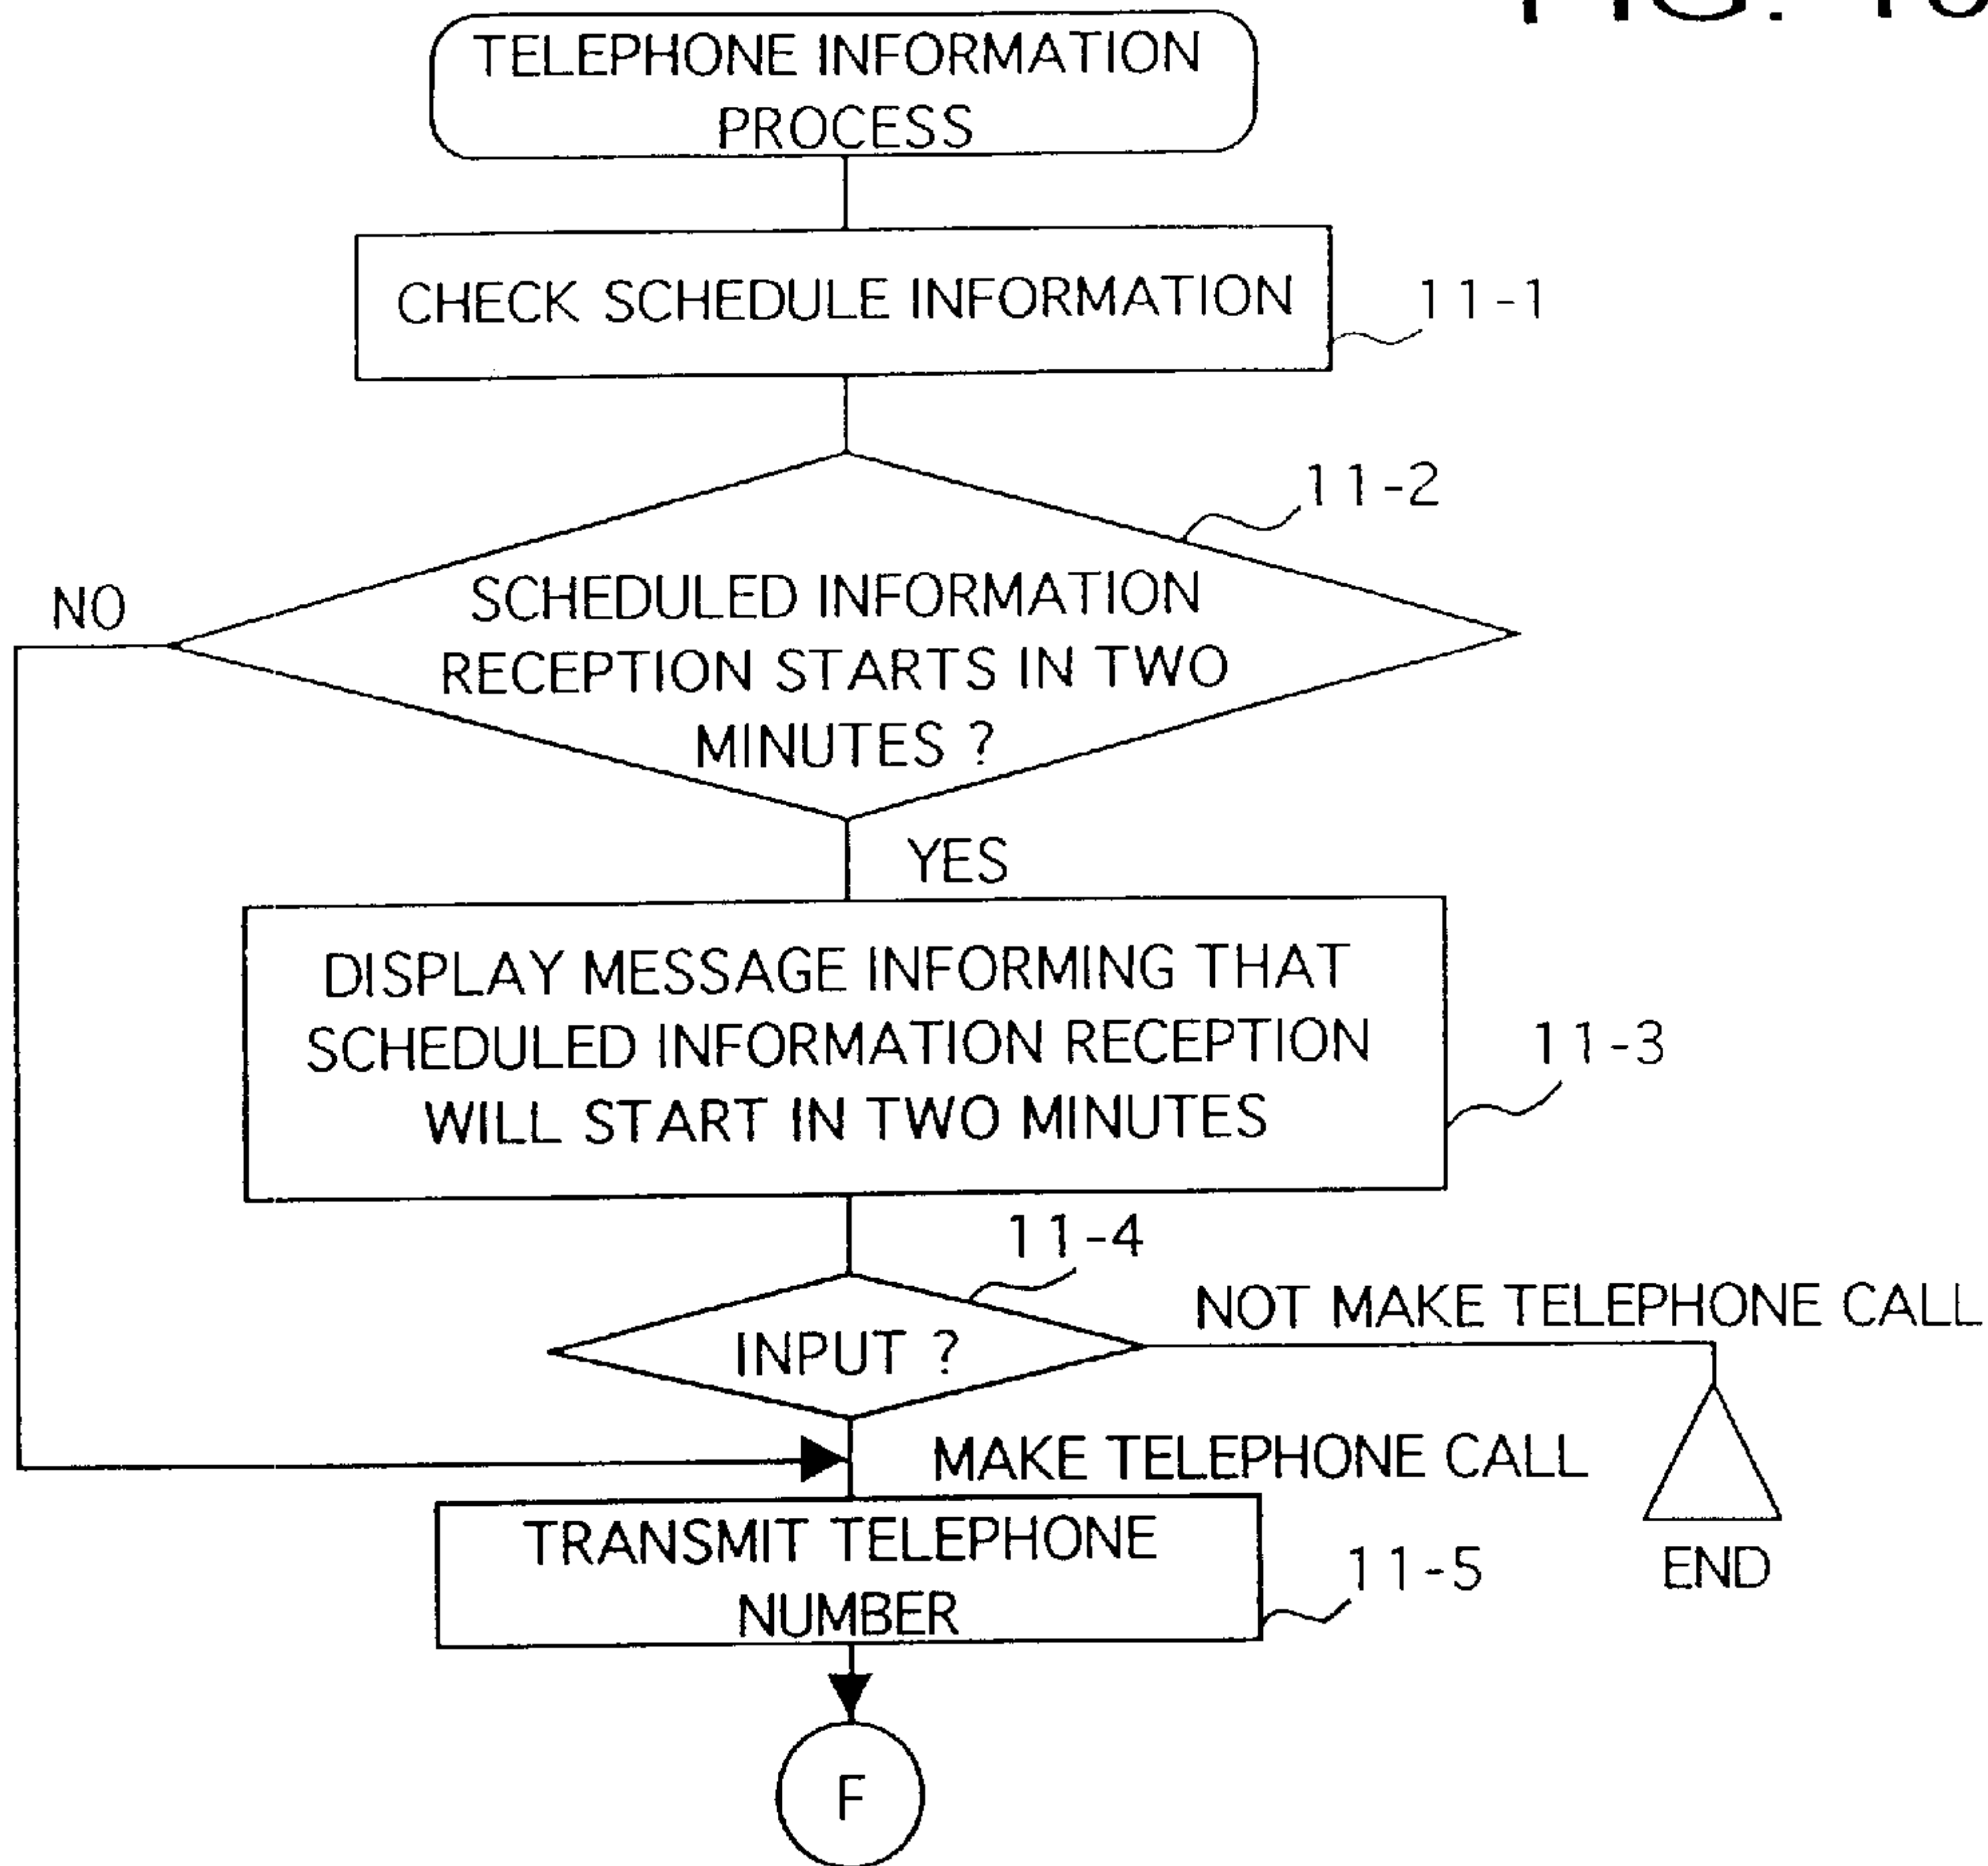 TELEPHONE INFORMATION
PROCESS
CHECK SCHEDULE INFORMATION
11-1
11-2
NO
SCHEDULED INFORMATION
RECEPTION STARTS IN TWO
MINUTES ?
YES
DISPLAY MESSAGE INFORMING THAT
SCHEDULED INFORMATION RECEPTION
WILL START IN TWO MINUTES
11-3
11-4
NOT MAKE TELEPHONE CALL
INPUT ?
MAKE TELEPHONE CALL
TRANSMIT TELEPHONE
NUMBER
11-5
END
F